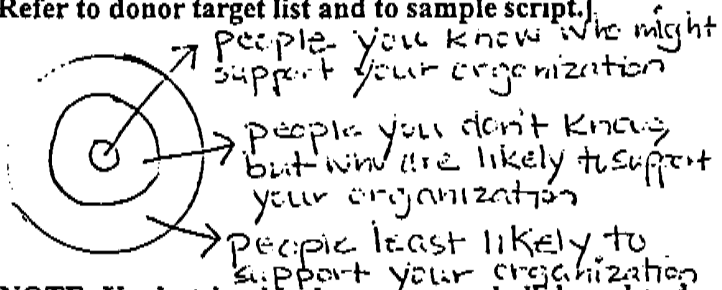 Refer to donor target list and to sample script.]
people you know who might
support your organization
people you don't know,
but who are likely to support
your organization
people least likely to
support your organization